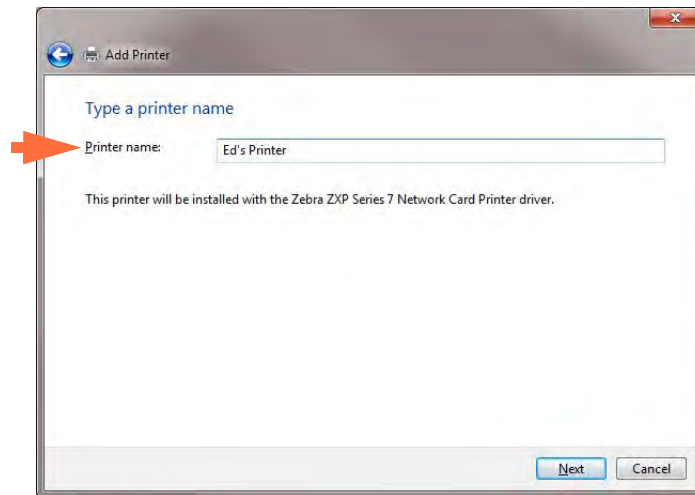 Add Printer
Type a printer name
Printer name: Ed's Printer
This printer will be installed with the Zebra ZXP Series 7 Network Card Printer driver.
Next Cancel